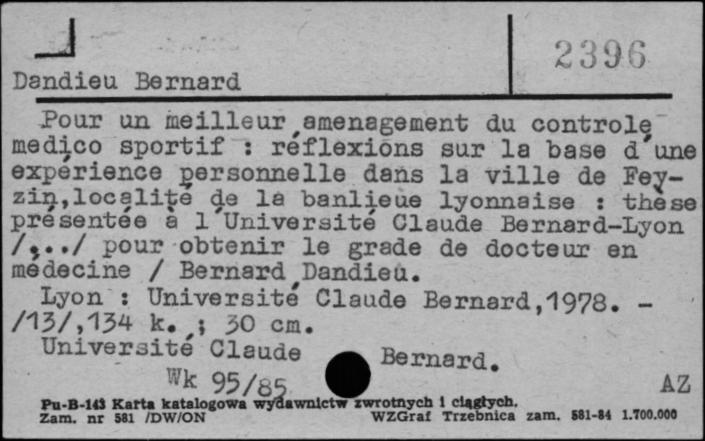 2396
Dandieu Bernard
Pour un meilleur amenagement du controle
medico sportif : réflexions sur la base d'une
expérience personnelle dans la ville de Fey-
zin,localité de la banlieue lyonnaise : thèse
présentée à l'Université Claude Bernard-Lyon
/.../ pour obtenir le grade de docteur en
médecine / Bernard Dandieu.
Lyon : Université Claude Bernard,1978. -
/13/,134 k. ; 30 cm.
Université Claude Bernard.
Wk 95/85 AZ
Pu-B-143 Karta katalogowa wydawnictw zwrotnych i ciągłych.
Zam. nr 581 /DW/ON WZGraf Trzebnica zam. 581-84 1.700.000